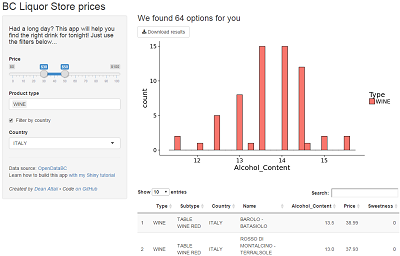 BC Liquor Store prices
Had a long day? This app will help you
find the right drink for tonight! Just use
the filters below...
Price
Product type
WINE
Filter by country
Country
ITALY
Data source: OpenDataBC
Learn how to build this app with my Shiny tutorial
Created by Dean Attali • Code on GitHub
We found 64 options for you
Download results
count
15
10
5
0
12 13 14 15
Alcohol_Content
Type
WINE
Show 10 entries Search:
Type Subtype Country Name Alcohol_Content Price Sweetness
1 WINE TABLE WINE RED ITALY BAROLO - BATASIOLO 13.5 38.99 0
2 WINE TABLE WINE RED ITALY ROSSO DI MONTALCINO - TERRALSOLE 13.0 37.93 0